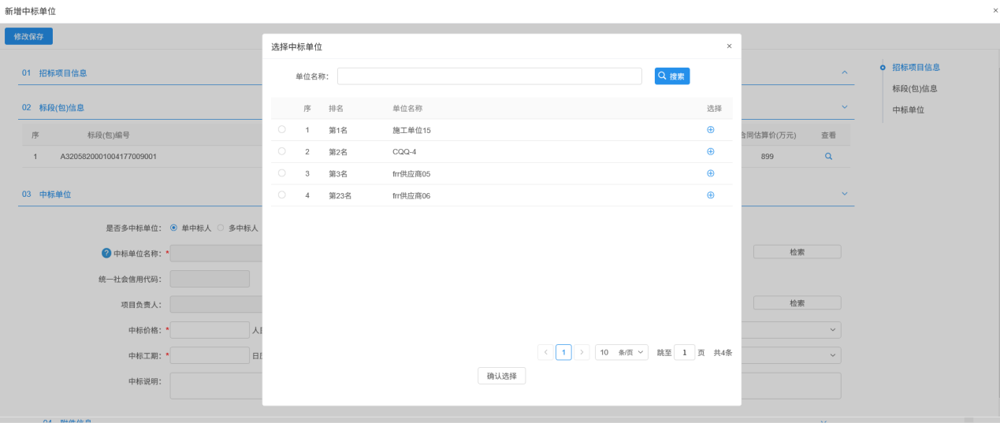 新增中标单位
×
修改保存
选择中标单位
×
单位名称：
搜索
序 排名 单位名称 选择
1 第1名 施工单位15
2 第2名 CQQ-4
3 第3名 frr供应商05
4 第23名 frr供应商06
1
10 条/页
跳至 1 页 共4条
确认选择
01 招标项目信息
02 标段(包)信息
序 标段(包)编号
合同估算价(万元) 查看
1 A3205820001004177009001
899
03 中标单位
是否多中标单位： 单中标人 多中标人
? 中标单位名称：*
检索
统一社会信用代码：
项目负责人：
检索
中标价格：*
中标工期：*
中标说明：
04 附件信息
招标项目信息
标段(包)信息
中标单位